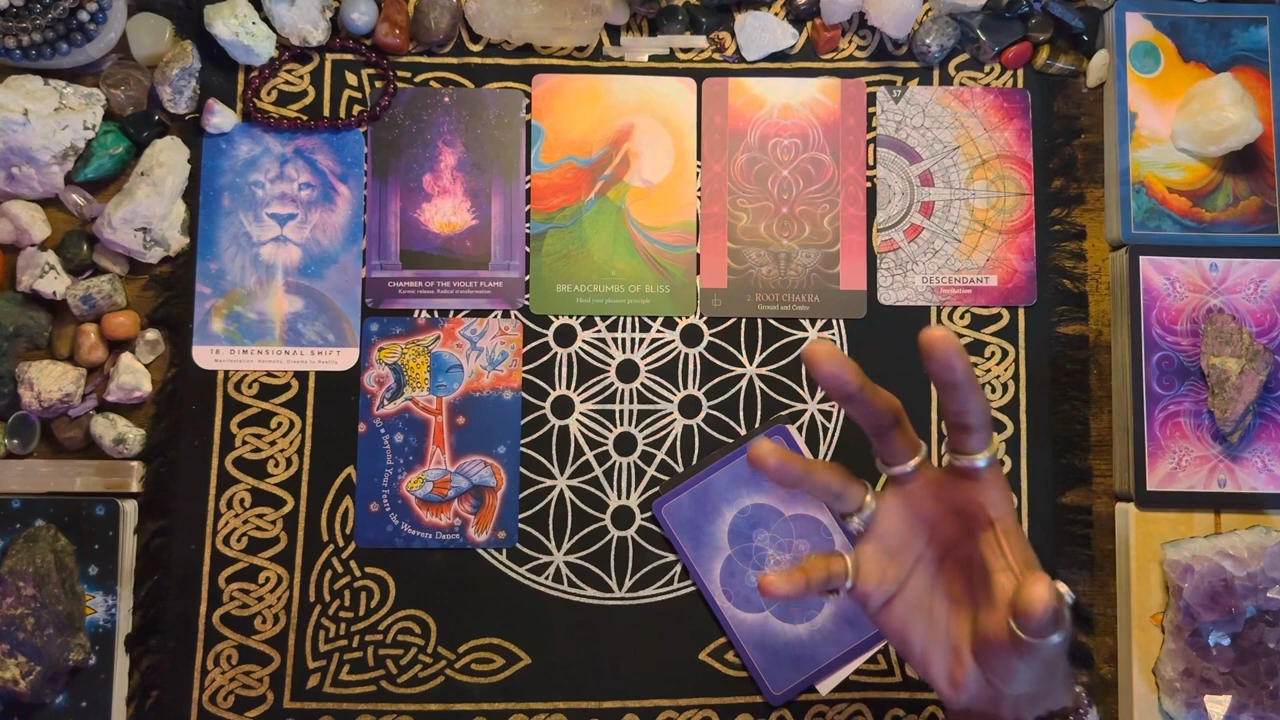 18. DIMENSIONAL SHIFT
Manifestation. Harmony. Dreams to Reality
CHAMBER OF THE VIOLET FLAME
Karmic release. Radical transformation.
BREADCRUMBS OF BLISS
Heed your pleasure principle
2. ROOT CHAKRA
Ground and Centre
37
DESCENDANT
Invitation
30 Beyond Your Fears the Weavers Dance